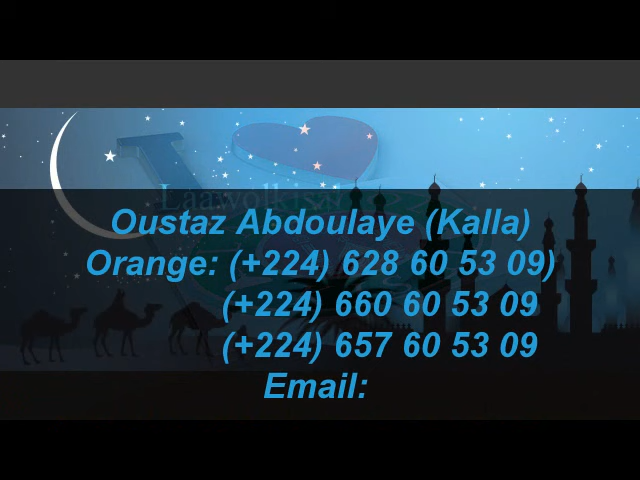 Oustaz Abdoulaye (Kalla)
Orange: (+224) 628 60 53 09)
(+224) 660 60 53 09
(+224) 657 60 53 09
Email: